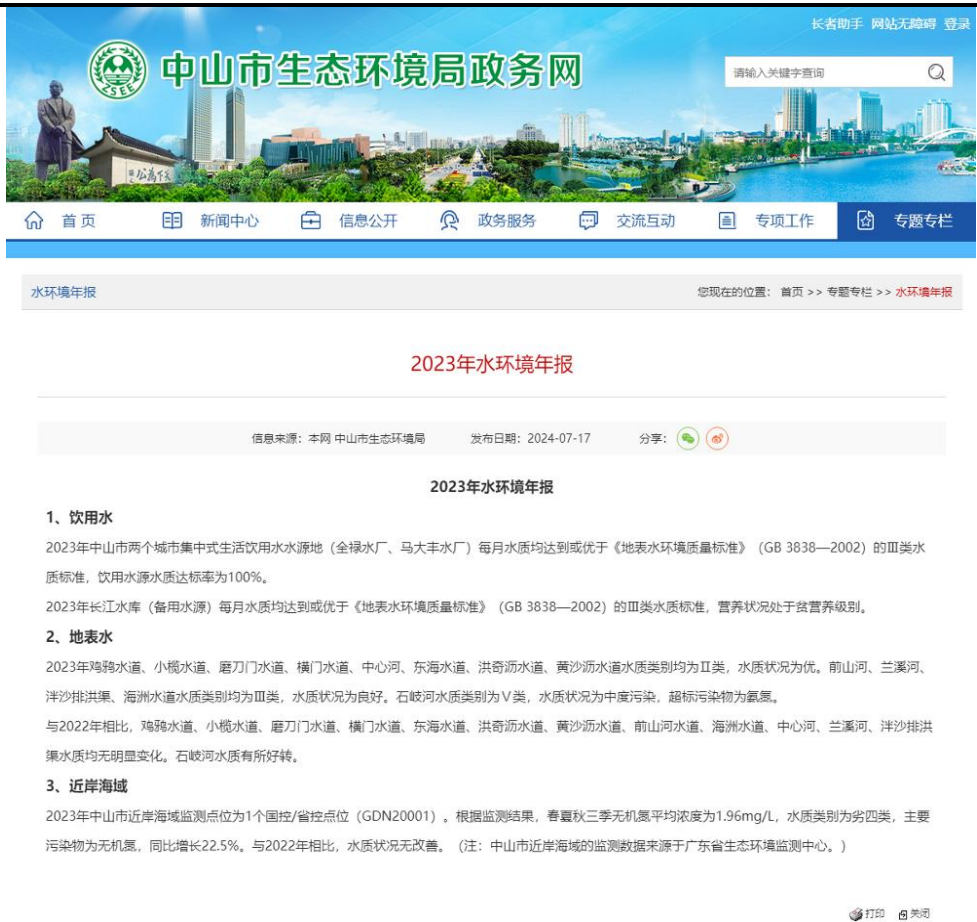 长者助手 网站无障碍 登录
ZSEE
中山市生态环境局政务网
请输入关键字查询
天下为公
首页 新闻中心 信息公开 政务服务 交流互动 专项工作 专题专栏
水环境年报
您现在的位置： 首页 >> 专题专栏 >> 水环境年报
2023年水环境年报
信息来源：本网 中山市生态环境局 发布日期：2024-07-17 分享：
2023年水环境年报
1、饮用水
2023年中山市两个城市集中式生活饮用水水源地（全禄水厂、马大丰水厂）每月水质均达到或优于《地表水环境质量标准》（GB 3838—2002）的Ⅲ类水
质标准，饮用水源水质达标率为100%。
2023年长江水库（备用水源）每月水质均达到或优于《地表水环境质量标准》（GB 3838—2002）的Ⅲ类水质标准，营养状况处于贫营养级别。
2、地表水
2023年鸡鸦水道、小榄水道、磨刀门水道、横门水道、中心河、东海水道、洪奇沥水道、黄沙沥水道水质类别均为Ⅱ类，水质状况为优。前山河、兰溪河、
泮沙排洪渠、海洲水道水质类别均为Ⅲ类，水质状况为良好。石岐河水质类别为Ⅴ类，水质状况为中度污染，超标污染物为氨氮。
与2022年相比，鸡鸦水道、小榄水道、磨刀门水道、横门水道、东海水道、洪奇沥水道、黄沙沥水道、前山河水道、海洲水道、中心河、兰溪河、泮沙排洪
渠水质均无明显变化。石岐河水质有所好转。
3、近岸海域
2023年中山市近岸海域监测点位为1个国控/省控点位（GDN20001）。根据监测结果，春夏秋三季无机氮平均浓度为1.96mg/L，水质类别为劣四类，主要
污染物为无机氮，同比增长22.5%。与2022年相比，水质状况无改善。（注：中山市近岸海域的监测数据来源于广东省生态环境监测中心。）
打印 关闭